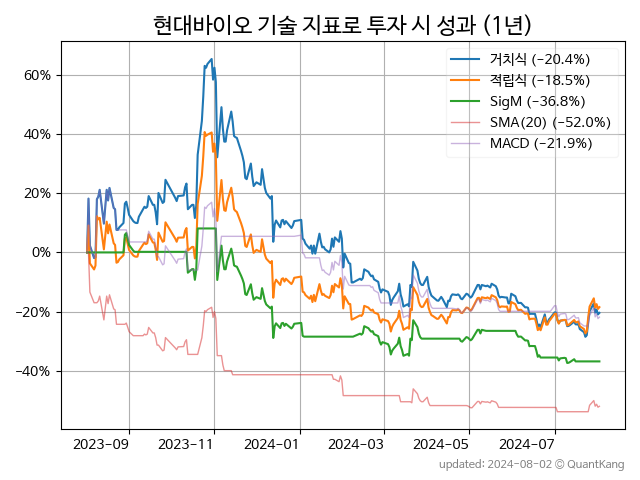 현대바이오 기술 지표로 투자 시 성과 (1년)
거치식 (−20.4%)
적립식 (−18.5%)
SigM (−36.8%)
SMA(20) (−52.0%)
MACD (−21.9%)
60%
40%
20%
0%
−20%
−40%
2023-09 2023-11 2024-01 2024-03 2024-05 2024-07
updated: 2024-08-02 © QuantKang